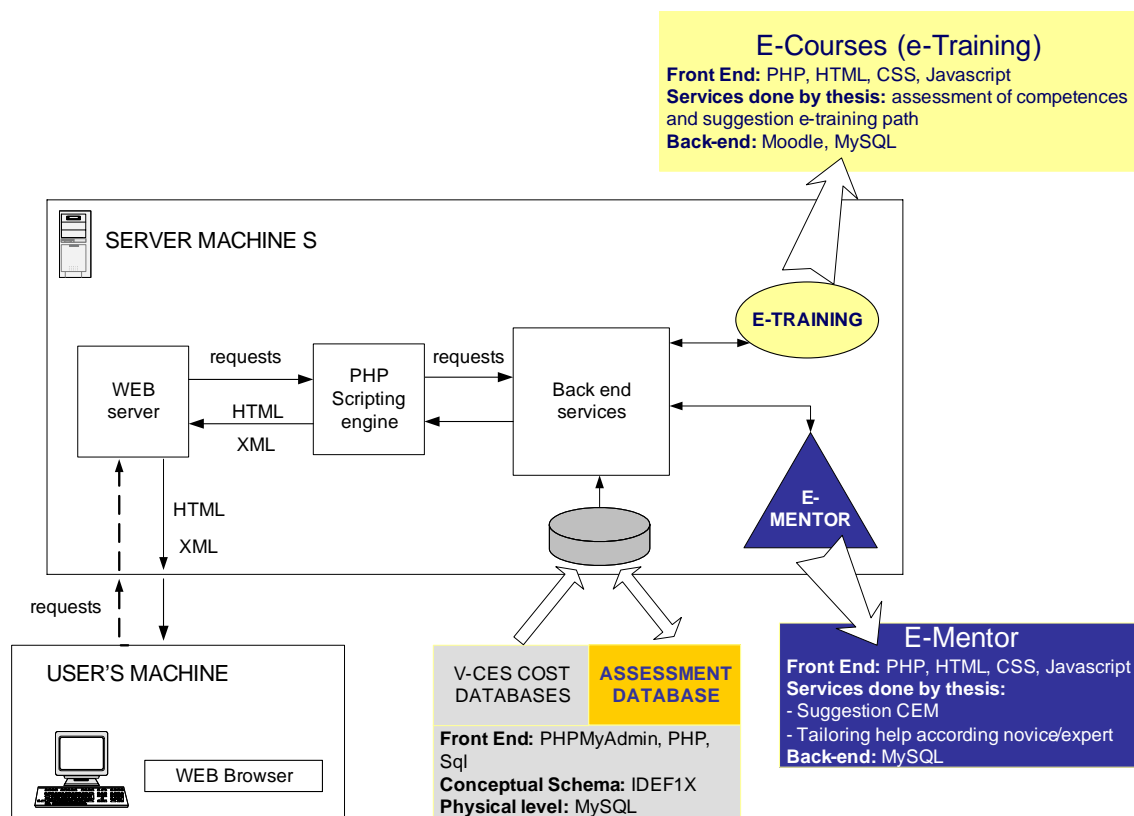 E-Courses (e-Training)
Front End: PHP, HTML, CSS, Javascript
Services done by thesis: assessment of competences
and suggestion e-training path
Back-end: Moodle, MySQL
SERVER MACHINE S
E-TRAINING
requests
requests
WEB
server
PHP
Scripting
engine
Back end
services
HTML
XML
HTML
XML
E-
MENTOR
requests
USER'S MACHINE
WEB Browser
V-CES COST
DATABASES
ASSESSMENT
DATABASE
Front End: PHPMyAdmin, PHP,
Sql
Conceptual Schema: IDEF1X
Physical level: MySQL
E-Mentor
Front End: PHP, HTML, CSS, Javascript
Services done by thesis:
- Suggestion CEM
- Tailoring help according novice/expert
Back-end: MySQL